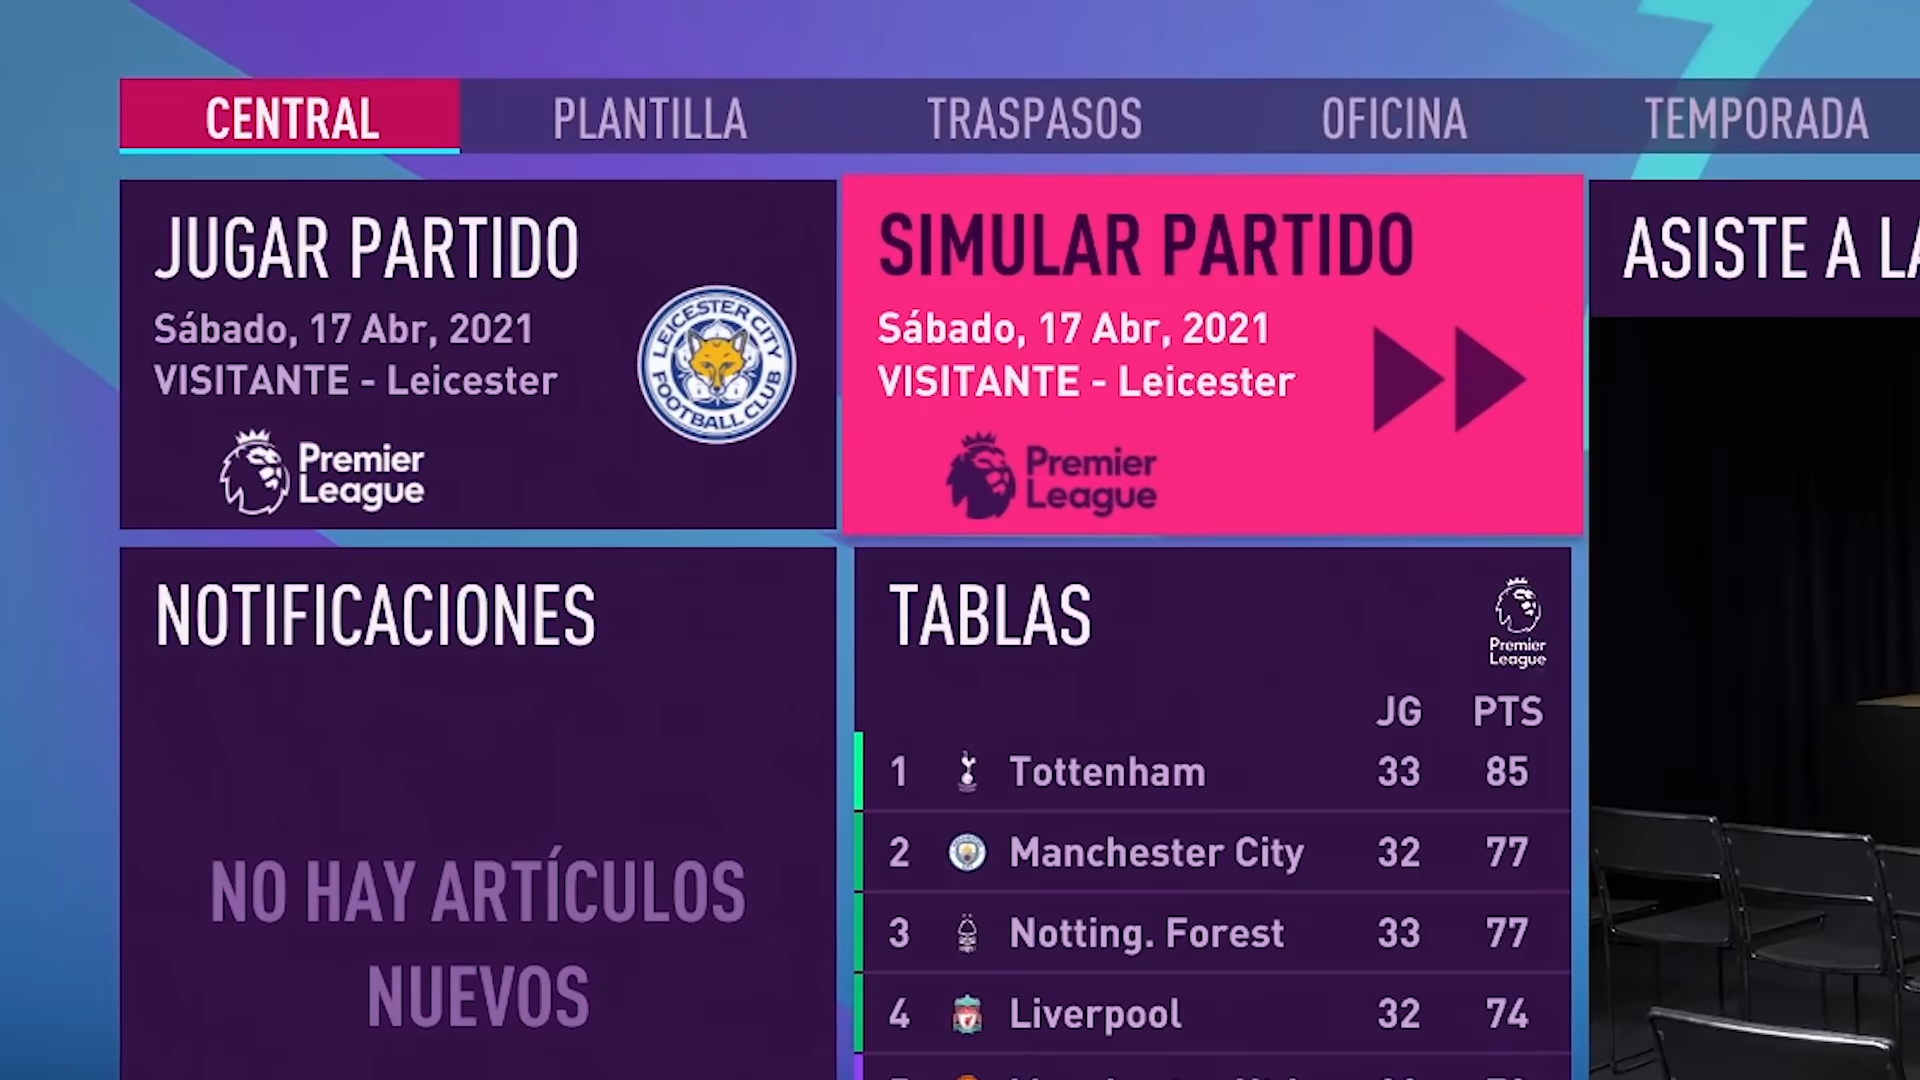 CENTRAL
PLANTILLA
TRASPASOS
OFICINA
TEMPORADA
JUGAR PARTIDO
Sábado, 17 Abr, 2021
VISITANTE - Leicester
LEICESTER CITY
FOOTBALL CLUB
Premier
League
SIMULAR PARTIDO
Sábado, 17 Abr, 2021
VISITANTE - Leicester
Premier
League
ASISTE A
NOTIFICACIONES
NO HAY ARTÍCULOS
NUEVOS
TABLAS
Premier
League
JG PTS
1 Tottenham 33 85
2 Manchester City 32 77
3 Notting. Forest 33 77
4 Liverpool 32 74